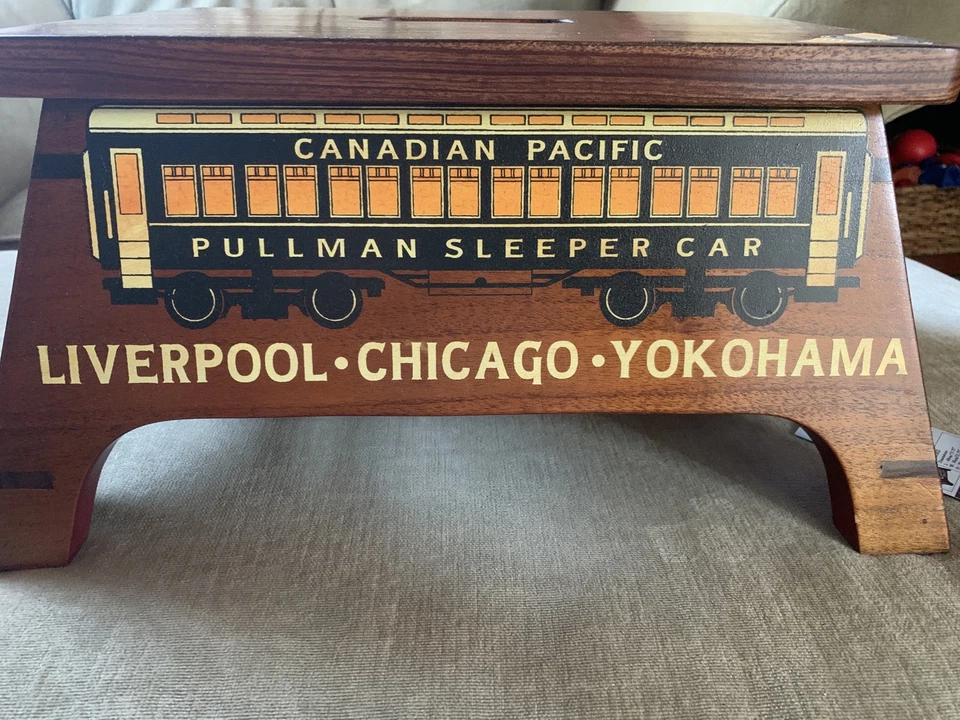 CANADIAN PACIFIC
PULLMAN SLEEPER CAR
LIVERPOOL•CHICAGO•YOKOHAMA